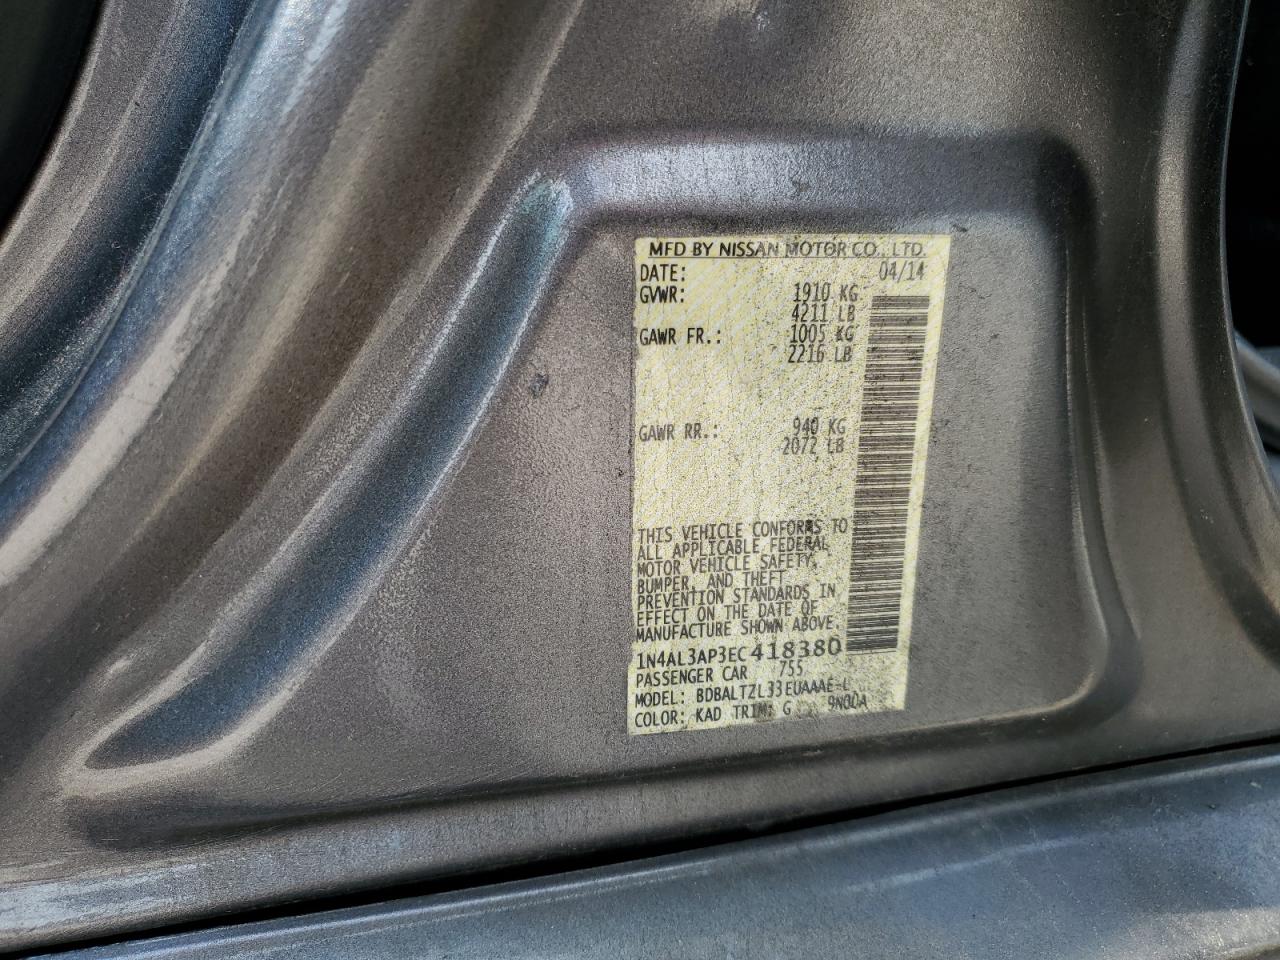 MFD BY NISSAN MOTOR CO., LTD.
DATE: 04/14
GVWR: 1910 KG
4211 LB
GAWR FR.: 1005 KG
2216 LB
GAWR RR.: 940 KG
2072 LB
THIS VEHICLE CONFORMS TO
ALL APPLICABLE FEDERAL
MOTOR VEHICLE SAFETY,
BUMPER, AND THEFT
PREVENTION STANDARDS IN
EFFECT ON THE DATE OF
MANUFACTURE SHOWN ABOVE.
1N4AL3AP3EC418380
PASSENGER CAR 755
MODEL: BDBALTZL33EUAAAE-L
COLOR: KAD TRIM: G 9N00A